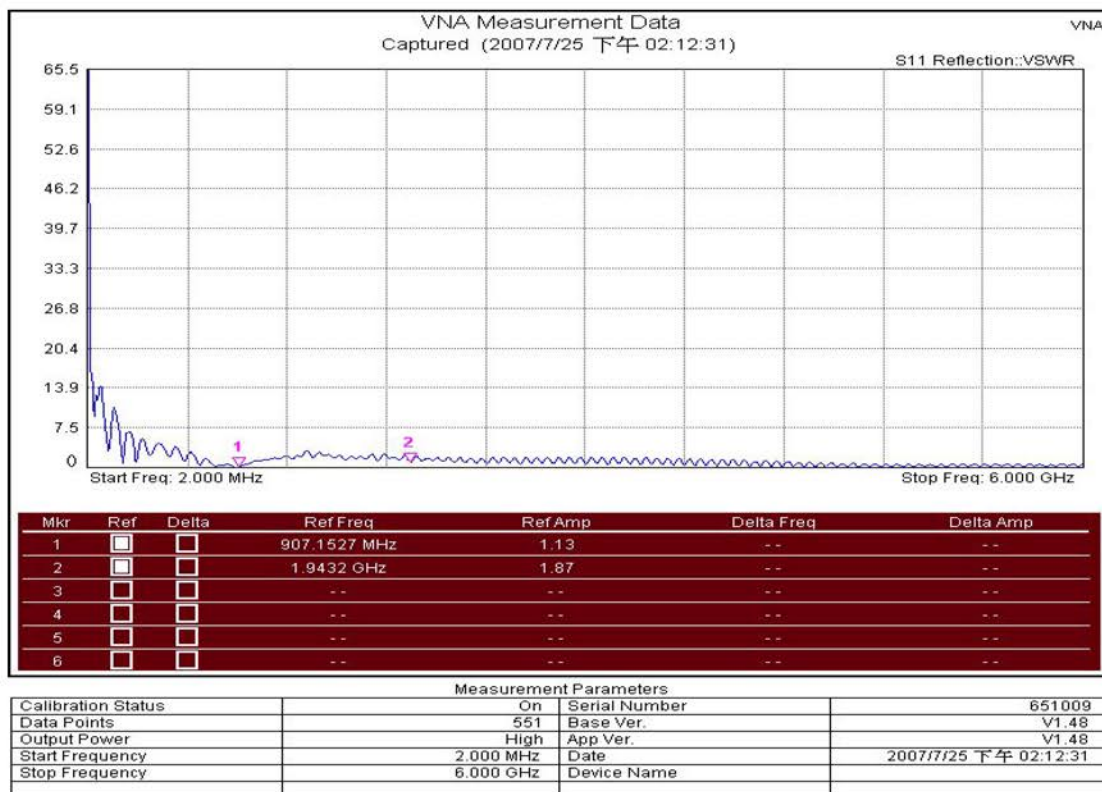 VNA Measurement Data
VNA
Captured (2007/7/25 下午 02:12:31)
S11 Reflection::VSWR
65.5
59.1
52.6
46.2
39.7
33.3
26.8
20.4
13.9
7.5
0
1
2
Start Freq: 2.000 MHz
Stop Freq: 6.000 GHz
Mkr Ref Delta Ref Freq Ref Amp Delta Freq Delta Amp
1 907.1527 MHz 1.13 -- --
2 1.9432 GHz 1.87 -- --
3 -- -- -- --
4 -- -- -- --
5 -- -- -- --
6 -- -- -- --
Measurement Parameters
Calibration Status On Serial Number 651009
Data Points 551 Base Ver. V1.48
Output Power High App Ver. V1.48
Start Frequency 2.000 MHz Date 2007/7/25 下午 02:12:31
Stop Frequency 6.000 GHz Device Name